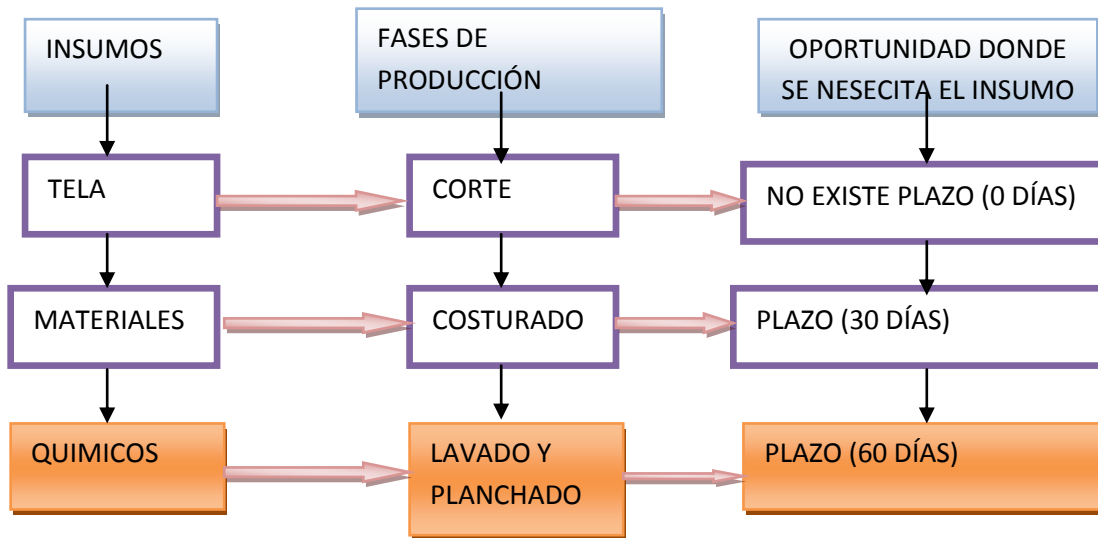 INSUMOS
FASES DE
PRODUCCIÓN
OPORTUNIDAD DONDE
SE NESECITA EL INSUMO
TELA
CORTE
NO EXISTE PLAZO (0 DÍAS)
MATERIALES
COSTURADO
PLAZO (30 DÍAS)
QUIMICOS
LAVADO Y
PLANCHADO
PLAZO (60 DÍAS)